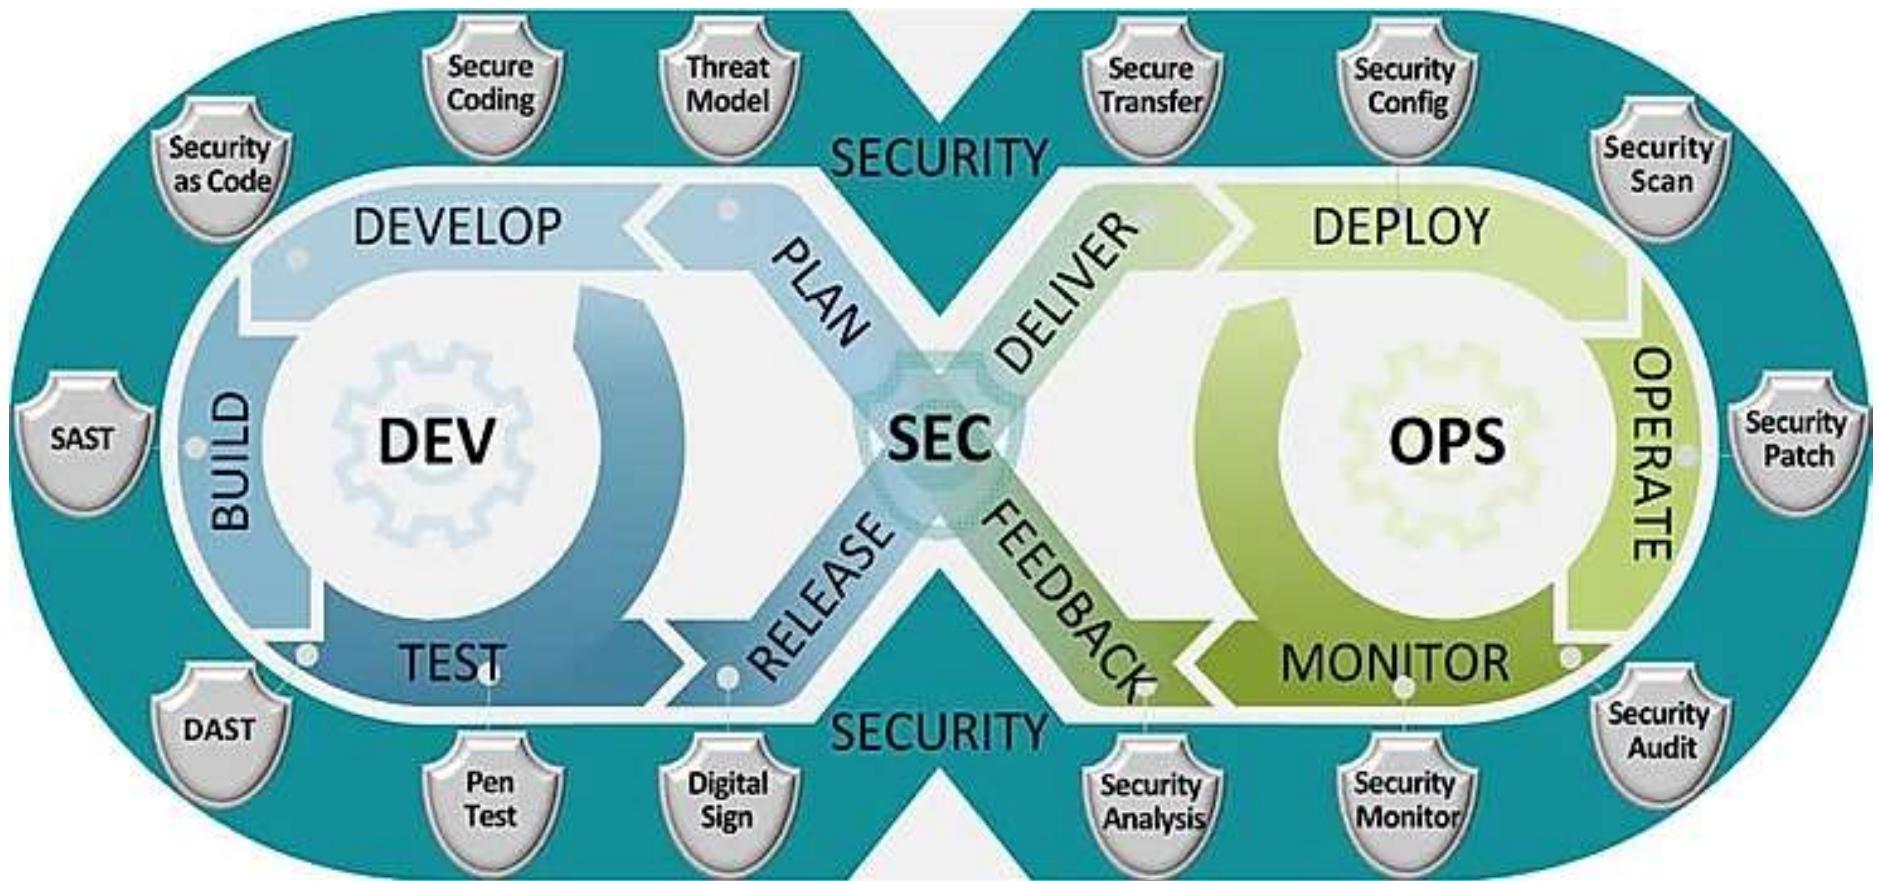 Secure
Coding
Threat
Model
Secure
Transfer
Security
Config
Security
as Code
SECURITY
Security
Scan
DEVELOP
PLAN
DELIVER
DEPLOY
SAST
BUILD
DEV
SEC
OPS
OPERATE
Security
Patch
TEST
RELEASE
FEEDBACK
MONITOR
DAST
SECURITY
Security
Audit
Pen
Test
Digital
Sign
Security
Analysis
Security
Monitor